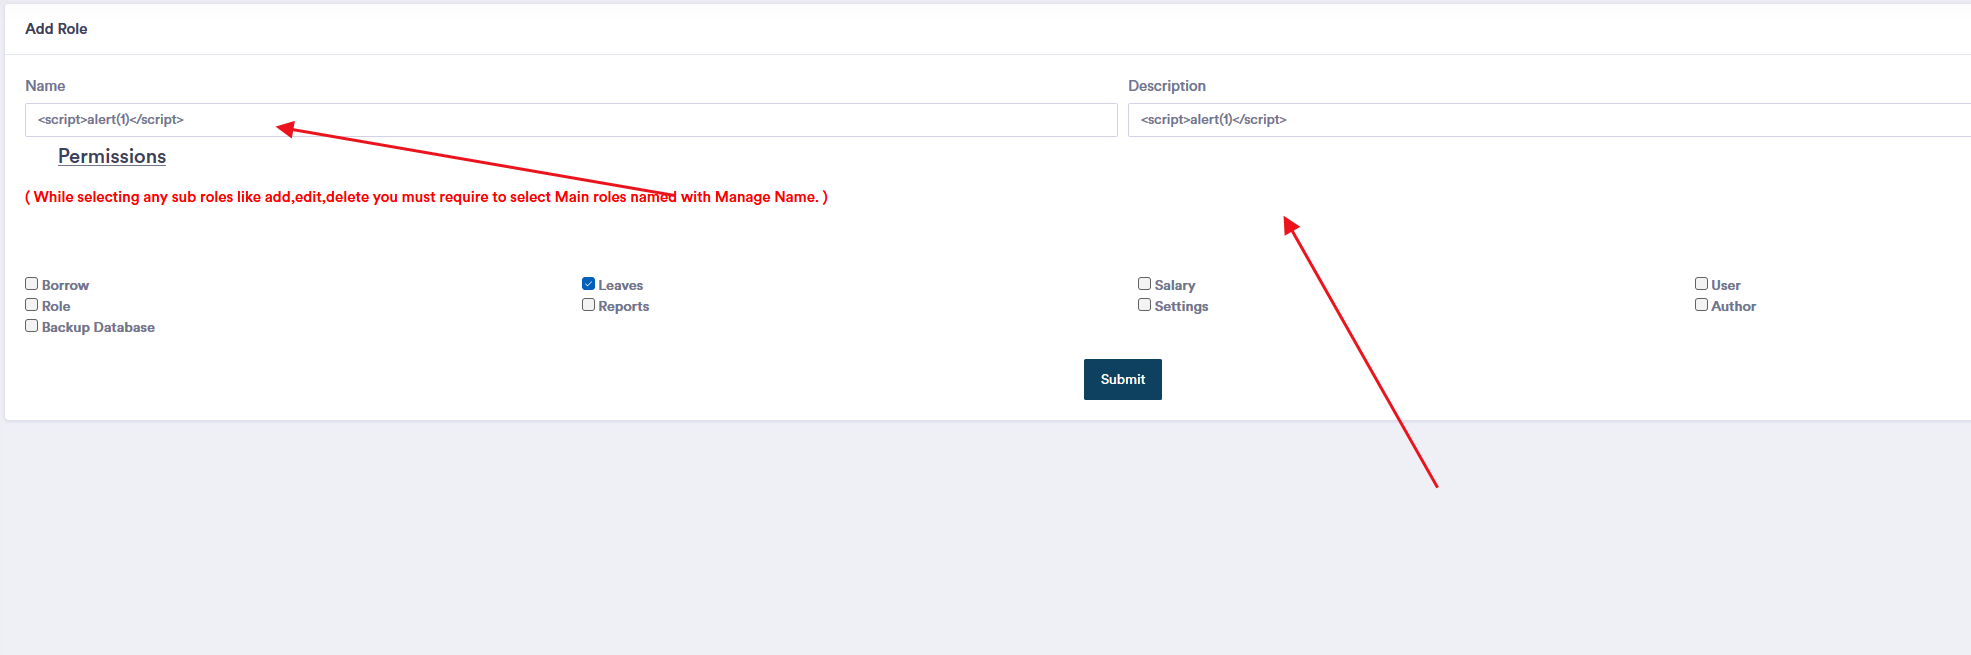 Add Role
Name Description
<script>alert(1)</script> <script>alert(1)</script>
Permissions
( While selecting any sub roles like add,edit,delete you must require to select Main roles named with Manage Name. )
Borrow Leaves Salary User
Role Reports Settings Author
Backup Database
Submit